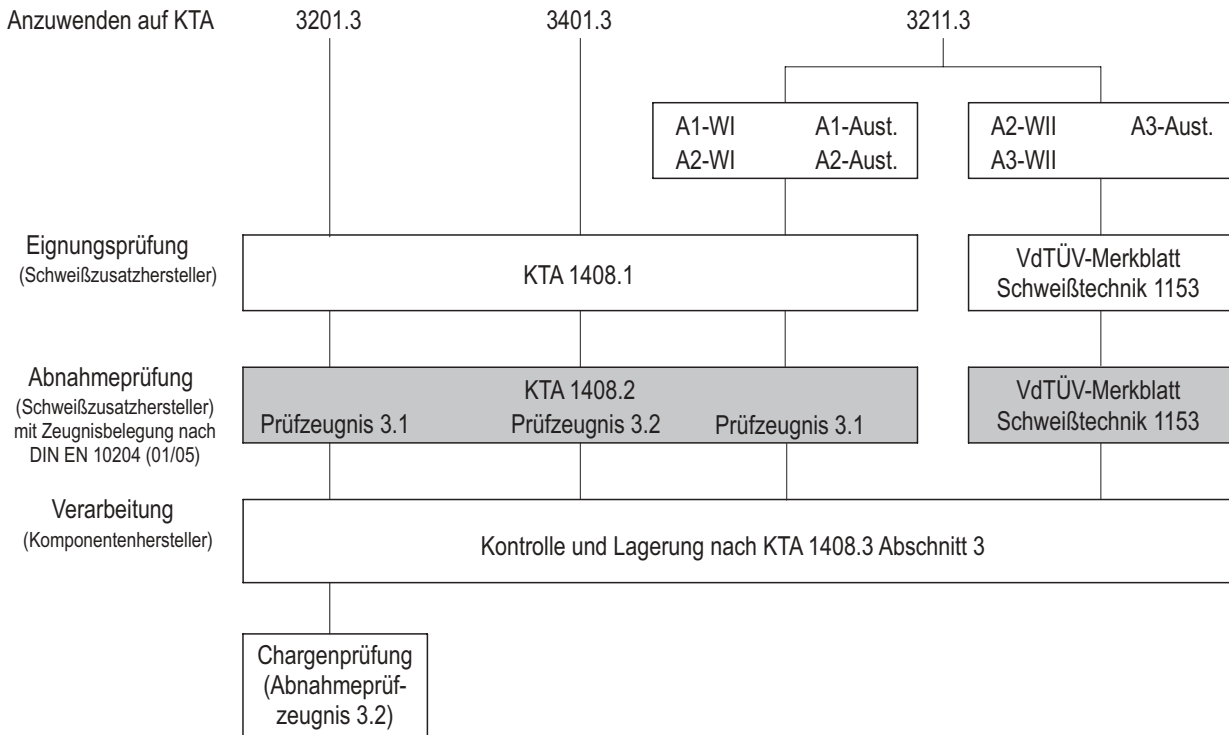 Anzuwenden auf KTA 3201.3 3401.3 3211.3
A1-WI A1-Aust.
A2-WI A2-Aust.
A2-WII A3-Aust.
A3-WII
Eignungsprüfung
(Schweißzusatzhersteller)
KTA 1408.1
VdTÜV-Merkblatt
Schweißtechnik 1153
Abnahmeprüfung
(Schweißzusatzhersteller)
mit Zeugnisbelegung nach
DIN EN 10204 (01/05)
KTA 1408.2
Prüfzeugnis 3.1 Prüfzeugnis 3.2 Prüfzeugnis 3.1
VdTÜV-Merkblatt
Schweißtechnik 1153
Verarbeitung
(Komponentenhersteller)
Kontrolle und Lagerung nach KTA 1408.3 Abschnitt 3
Chargenprüfung
(Abnahmeprüf-
zeugnis 3.2)